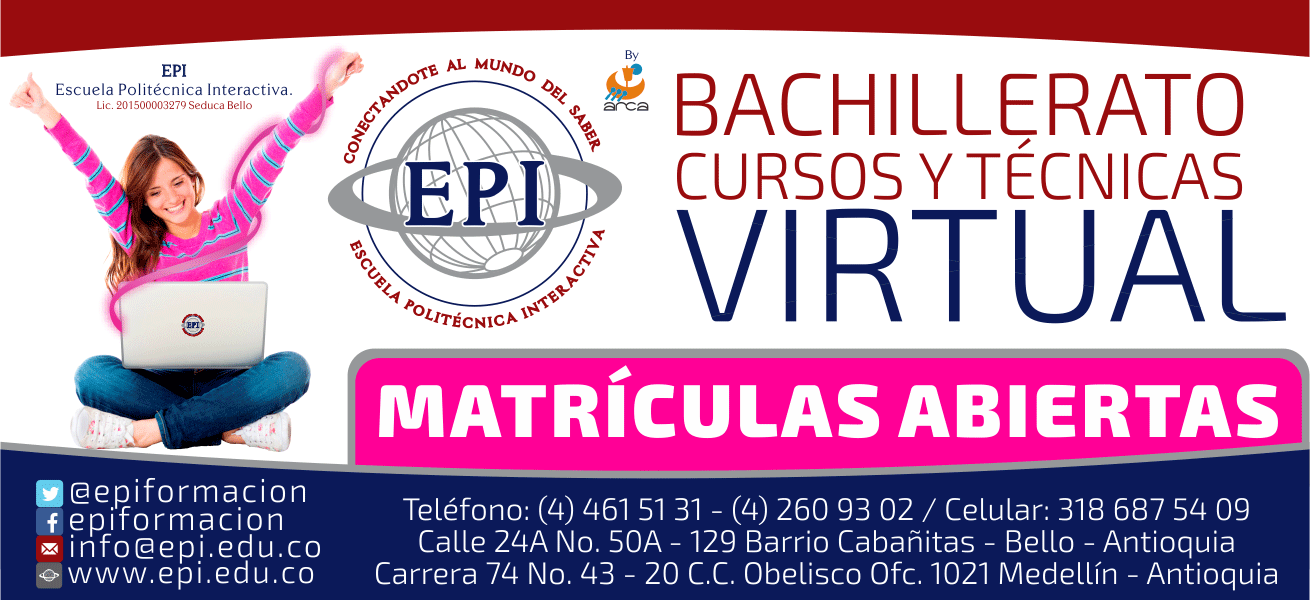 EPI
Escuela Politécnica Interactiva.
Lic. 201500003279 Seduca Bello
CONECTANDOTE AL MUNDO DEL SABER
EPI
ESCUELA POLITÉCNICA INTERACTIVA
By
arca
BACHILLERATO
CURSOS Y TÉCNICAS
VIRTUAL
EPI
MATRÍCULAS ABIERTAS
@epiformacion
epiformacion
info@epi.edu.co
www.epi.edu.co
Teléfono: (4) 461 51 31 - (4) 260 93 02 / Celular: 318 687 54 09
Calle 24A No. 50A - 129 Barrio Cabañitas - Bello - Antioquia
Carrera 74 No. 43 - 20 C.C. Obelisco Ofc. 1021 Medellín - Antioquia